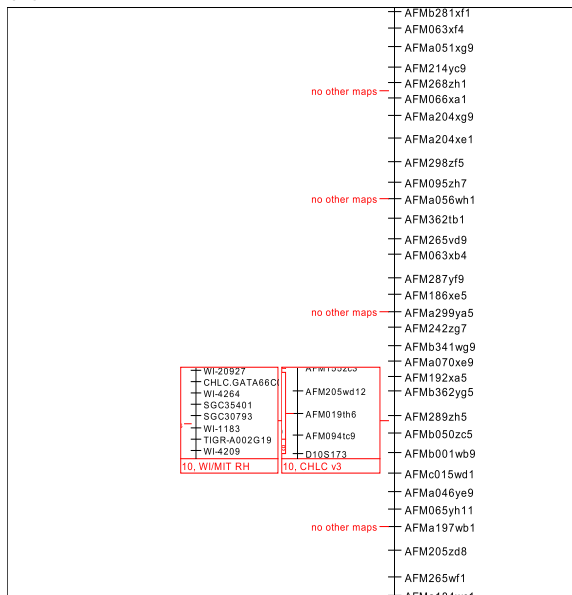 AFMb281xf1
AFM063xf4
AFMa051xg9
AFM214yc9
AFM268zh1
no other maps
AFM066xa1
AFMa204xg9
AFMa204xe1
AFM298zf5
AFM095zh7
no other maps
AFMa056wh1
AFM362tb1
AFM265vd9
AFM063xb4
AFM287yf9
AFM186xe5
no other maps
AFMa299ya5
AFM242zg7
AFMb341wg9
AFMa070xe9
AFM192xa5
AFMb362yg5
AFM289zh5
AFMb050zc5
AFMb001wb9
AFMc015wd1
AFMa046ye9
AFM065yh11
no other maps
AFMa197wb1
AFM205zd8
AFM265wf1
WI-20927
CHLC.GATA66C
WI-4264
SGC35401
SGC30793
WI-1183
TIGR-A002G19
WI-4209
10, WI/MIT RH
AFM205wd12
AFM019th6
AFM094tc9
D10S173
10, CHLC v3